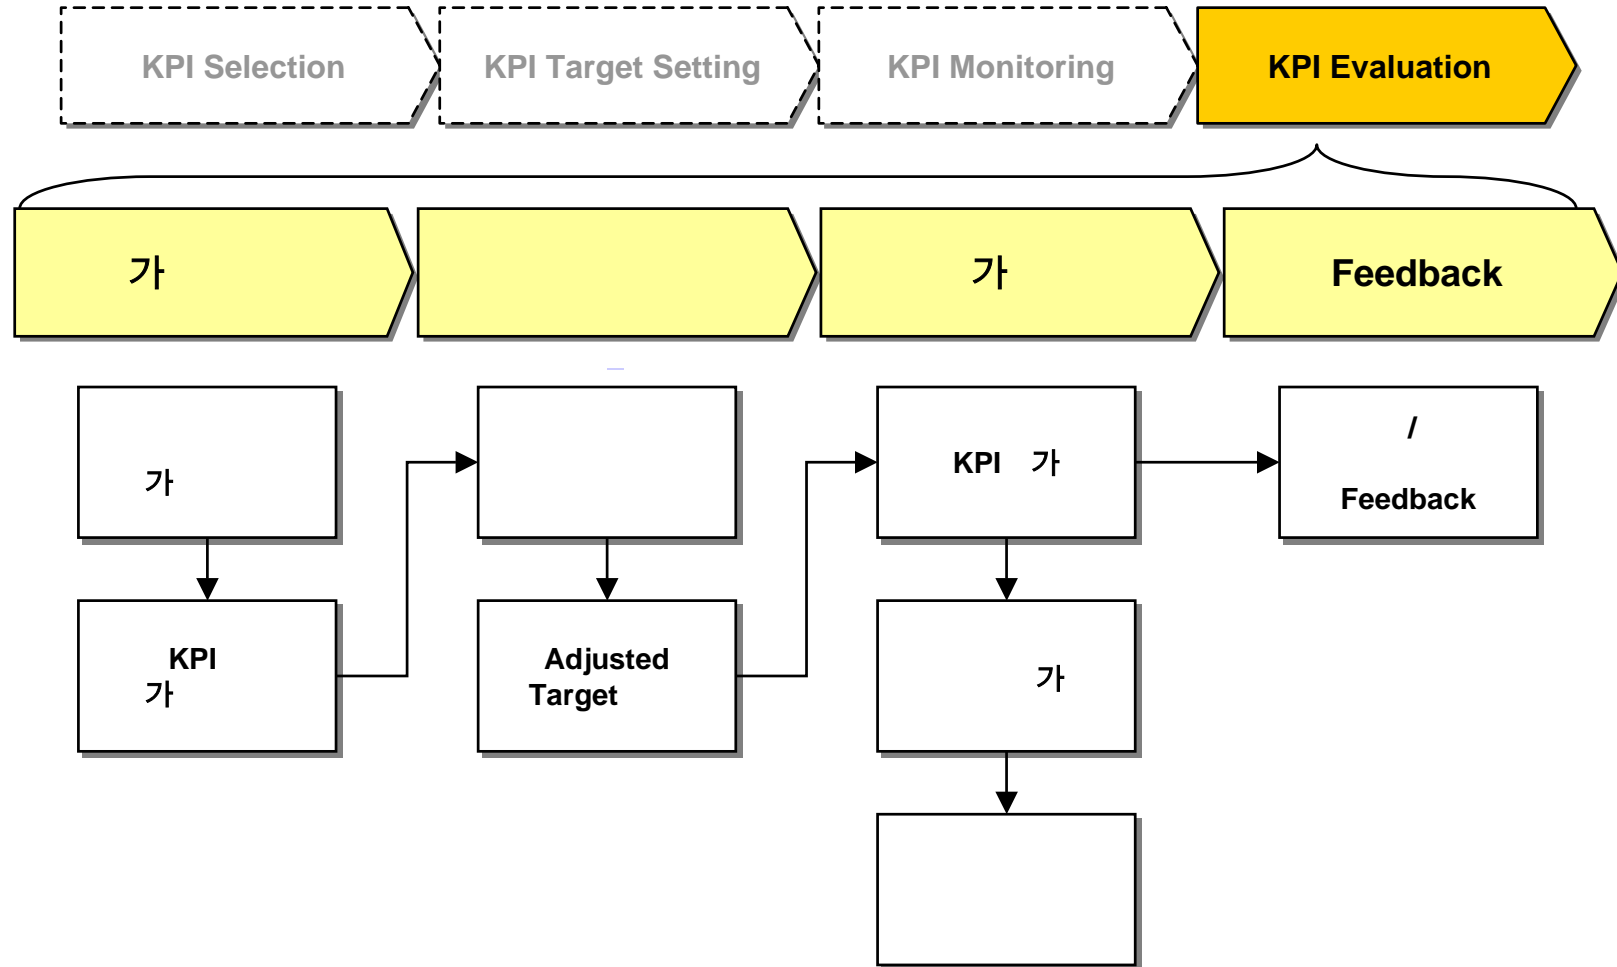 KPI Selection
KPI Target Setting
KPI Monitoring
KPI Evaluation
가
가
Feedback
가
KPI 가
/
Feedback
KPI
가
Adjusted
Target
가